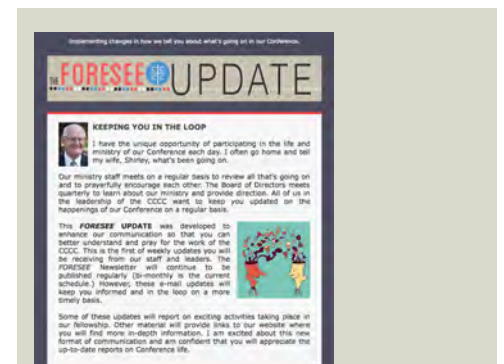 Implementing changes in how we tell you about what's going on in our Conference.
THE FORESEE UPDATE
KEEPING YOU IN THE LOOP
I have the unique opportunity of participating in the life and
ministry of our Conference each day. I often go home and tell
my wife, Shirley, what's been going on.
Our ministry staff meets on a regular basis to review all that's going on
and to prayerfully encourage each other. The Board of Directors meets
quarterly to learn about our ministry and provide direction. All of us in
the leadership of the CCCC want to keep you updated on the
happenings of our Conference on a regular basis.
This FORESEE UPDATE was developed to
enhance our communication so that you can
better understand and pray for the work of the
CCCC. This is the first of weekly updates you will
be receiving from our staff and leaders. The
FORESEE Newsletter will continue to be
published regularly (bi-monthly is the current
schedule.) However, these e-mail updates will
keep you informed and in the loop on a more
timely basis.
Some of these updates will report on exciting activities taking place in
our fellowship. Other material will provide links to our website where
you will find more in-depth information. I am excited about this new
format of communication and am confident that you will appreciate the
up-to-date reports on Conference life.